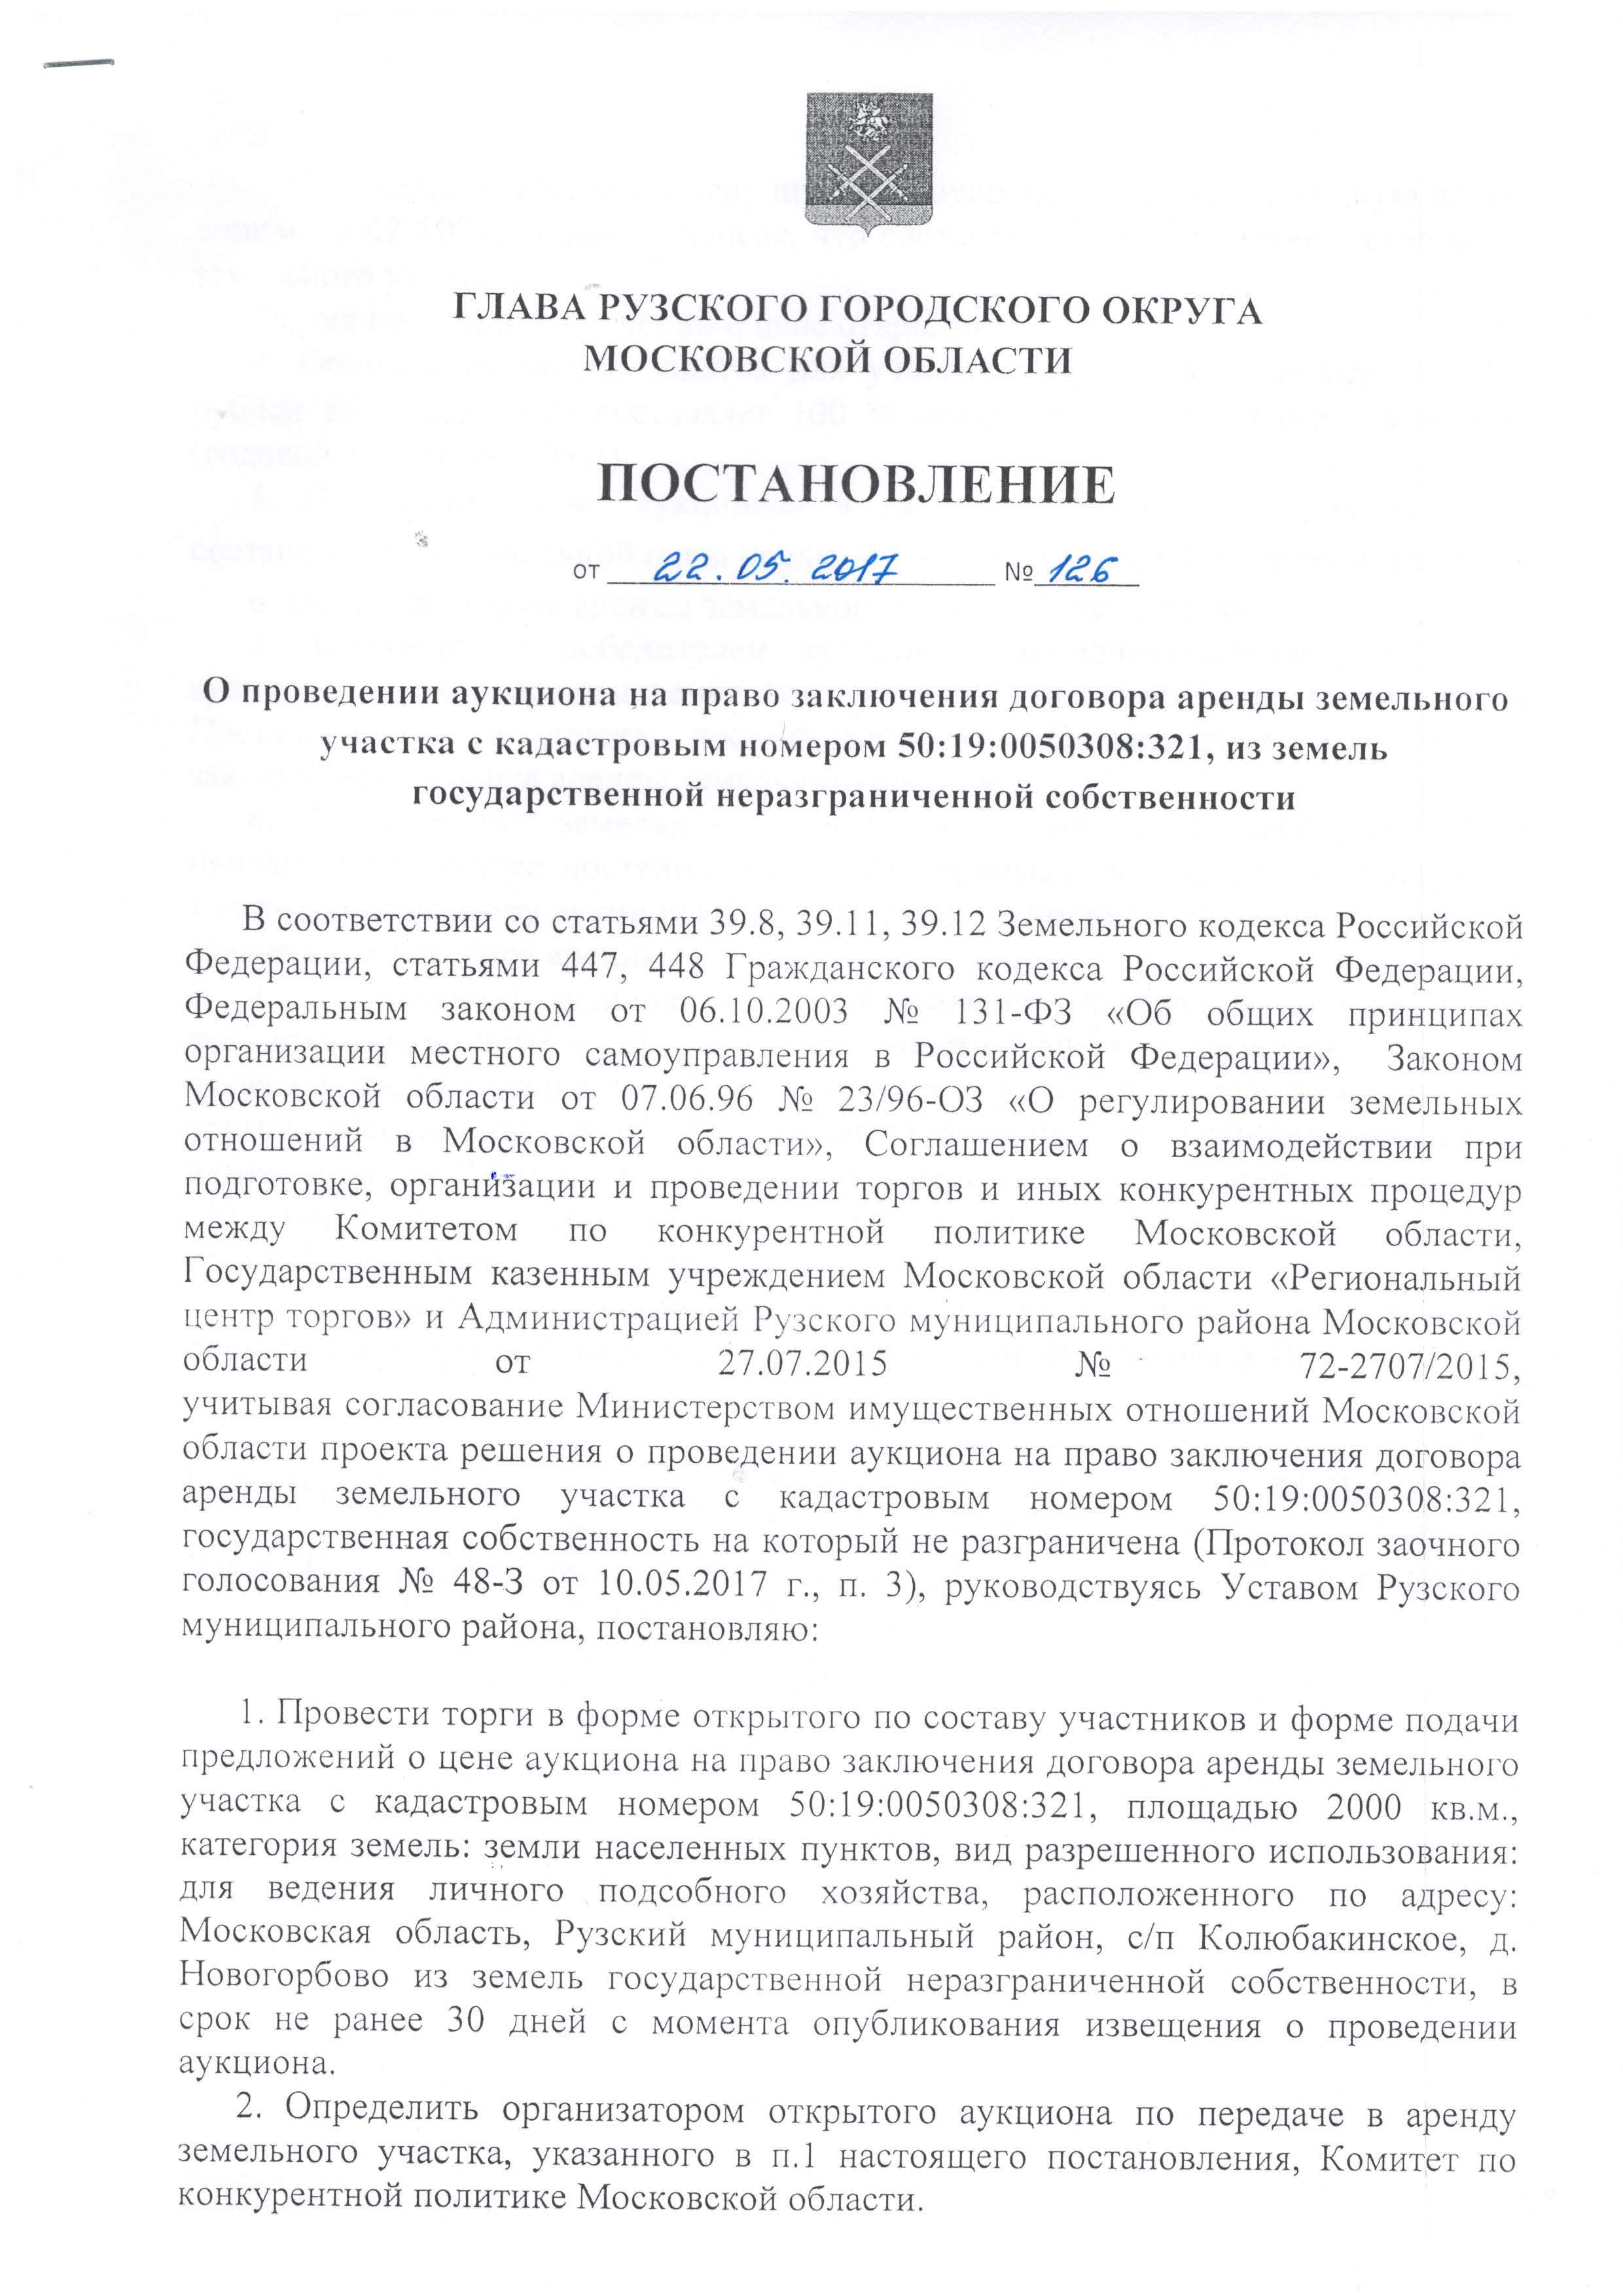 ГЛАВА РУЗСКОГО ГОРОДСКОГО ОКРУГА
МОСКОВСКОЙ ОБЛАСТИ
ПОСТАНОВЛЕНИЕ
от 22.05.2017 № 126
О проведении аукциона на право заключения договора аренды земельного
участка с кадастровым номером 50:19:0050308:321, из земель
государственной неразграниченной собственности
В соответствии со статьями 39.8, 39.11, 39.12 Земельного кодекса Российской
Федерации, статьями 447, 448 Гражданского кодекса Российской Федерации,
Федеральным законом от 06.10.2003 № 131-ФЗ «Об общих принципах
организации местного самоуправления в Российской Федерации», Законом
Московской области от 07.06.96 № 23/96-ОЗ «О регулировании земельных
отношений в Московской области», Соглашением о взаимодействии при
подготовке, организации и проведении торгов и иных конкурентных процедур
между Комитетом по конкурентной политике Московской области,
Государственным казенным учреждением Московской области «Региональный
центр торгов» и Администрацией Рузского муниципального района Московской
области от 27.07.2015 № 72-2707/2015,
учитывая согласование Министерством имущественных отношений Московской
области проекта решения о проведении аукциона на право заключения договора
аренды земельного участка с кадастровым номером 50:19:0050308:321,
государственная собственность на который не разграничена (Протокол заочного
голосования № 48-З от 10.05.2017 г., п. 3), руководствуясь Уставом Рузского
муниципального района, постановляю:
1. Провести торги в форме открытого по составу участников и форме подачи
предложений о цене аукциона на право заключения договора аренды земельного
участка с кадастровым номером 50:19:0050308:321, площадью 2000 кв.м.,
категория земель: земли населенных пунктов, вид разрешенного использования:
для ведения личного подсобного хозяйства, расположенного по адресу:
Московская область, Рузский муниципальный район, с/п Колюбакинское, д.
Новогорбово из земель государственной неразграниченной собственности, в
срок не ранее 30 дней с момента опубликования извещения о проведении
аукциона.
2. Определить организатором открытого аукциона по передаче в аренду
земельного участка, указанного в п.1 настоящего постановления, Комитет по
конкурентной политике Московской области.